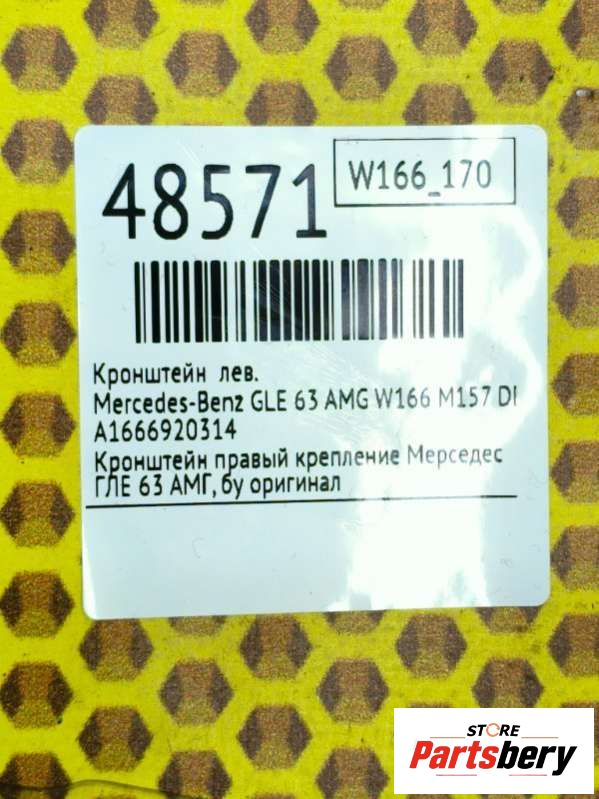 48571
W166_170
Кронштейн лев.
Mercedes-Benz GLE 63 AMG W166 M157 DI
A1666920314
Кронштейн правый крепление Мерседес
ГЛЕ 63 АМГ, бу оригинал
STORE
Partsbery